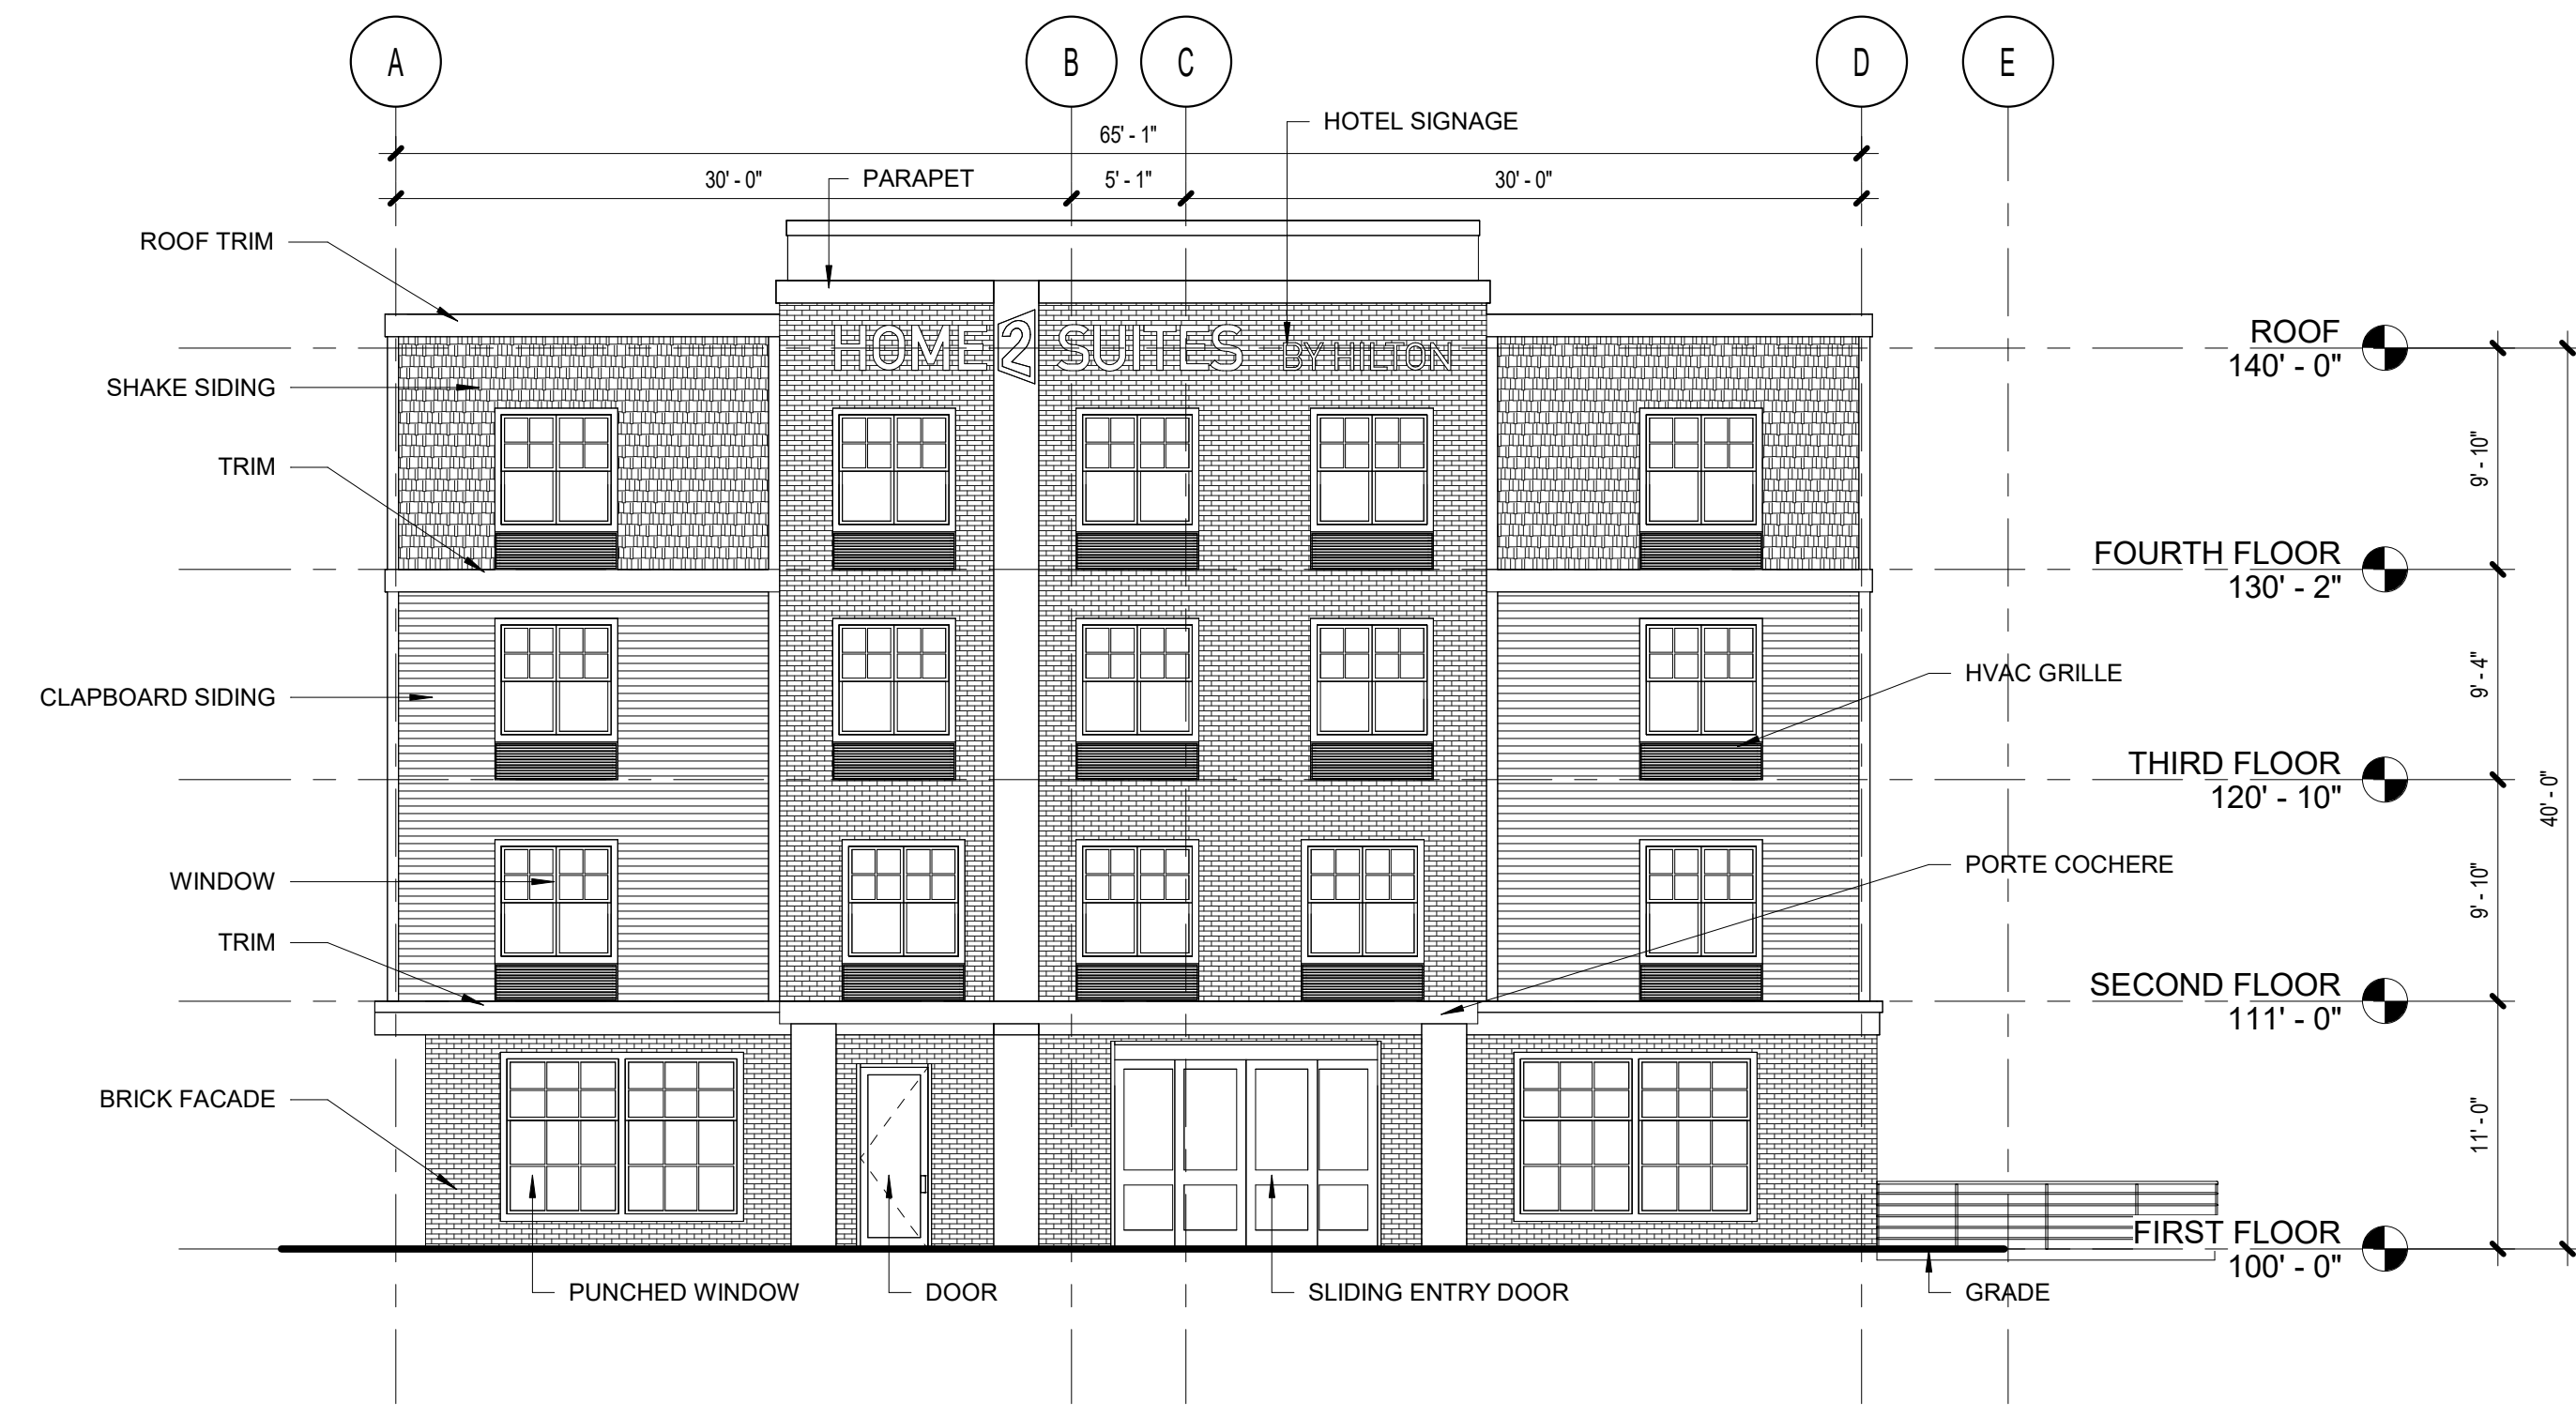 A
B
C
D
E
65' - 1"
HOTEL SIGNAGE
30' - 0"
PARAPET
5' - 1"
30' - 0"
ROOF TRIM
HOME 2 SUITES BY HILTON
ROOF
140' - 0"
SHAKE SIDING
TRIM
9' - 10"
FOURTH FLOOR
130' - 2"
CLAPBOARD SIDING
HVAC GRILLE
9' - 4"
THIRD FLOOR
120' - 10"
40' - 0"
WINDOW
PORTE COCHERE
9' - 10"
TRIM
SECOND FLOOR
111' - 0"
BRICK FACADE
11' - 0"
FIRST FLOOR
100' - 0"
PUNCHED WINDOW
DOOR
SLIDING ENTRY DOOR
GRADE